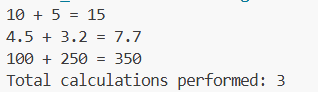 10 + 5 = 15
4.5 + 3.2 = 7.7
100 + 250 = 350
Total calculations performed: 3